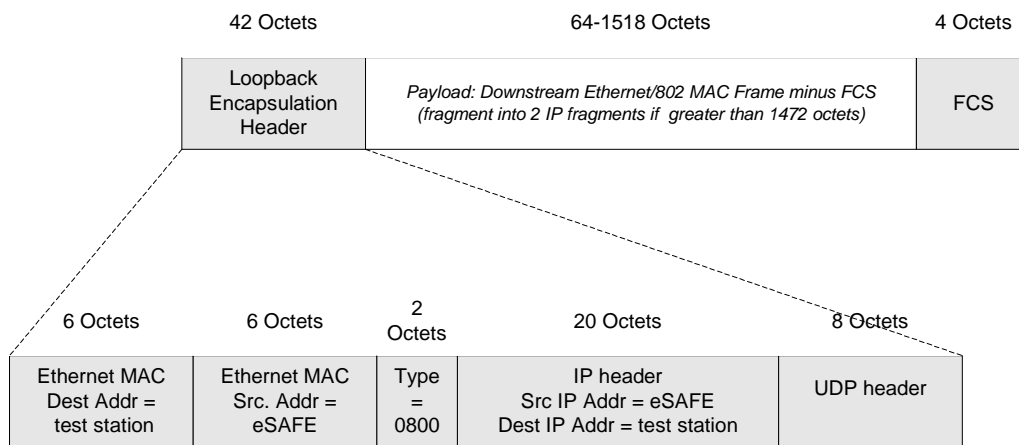 42 Octets
64-1518 Octets
4 Octets
Loopback
Encapsulation
Header
Payload: Downstream Ethernet/802 MAC Frame minus FCS
(fragment into 2 IP fragments if greater than 1472 octets)
FCS
6 Octets
6 Octets
2
Octets
20 Octets
8 Octets
Ethernet MAC
Dest Addr =
test station
Ethernet MAC
Src. Addr =
eSAFE
Type
=
0800
IP header
Src IP Addr = eSAFE
Dest IP Addr = test station
UDP header